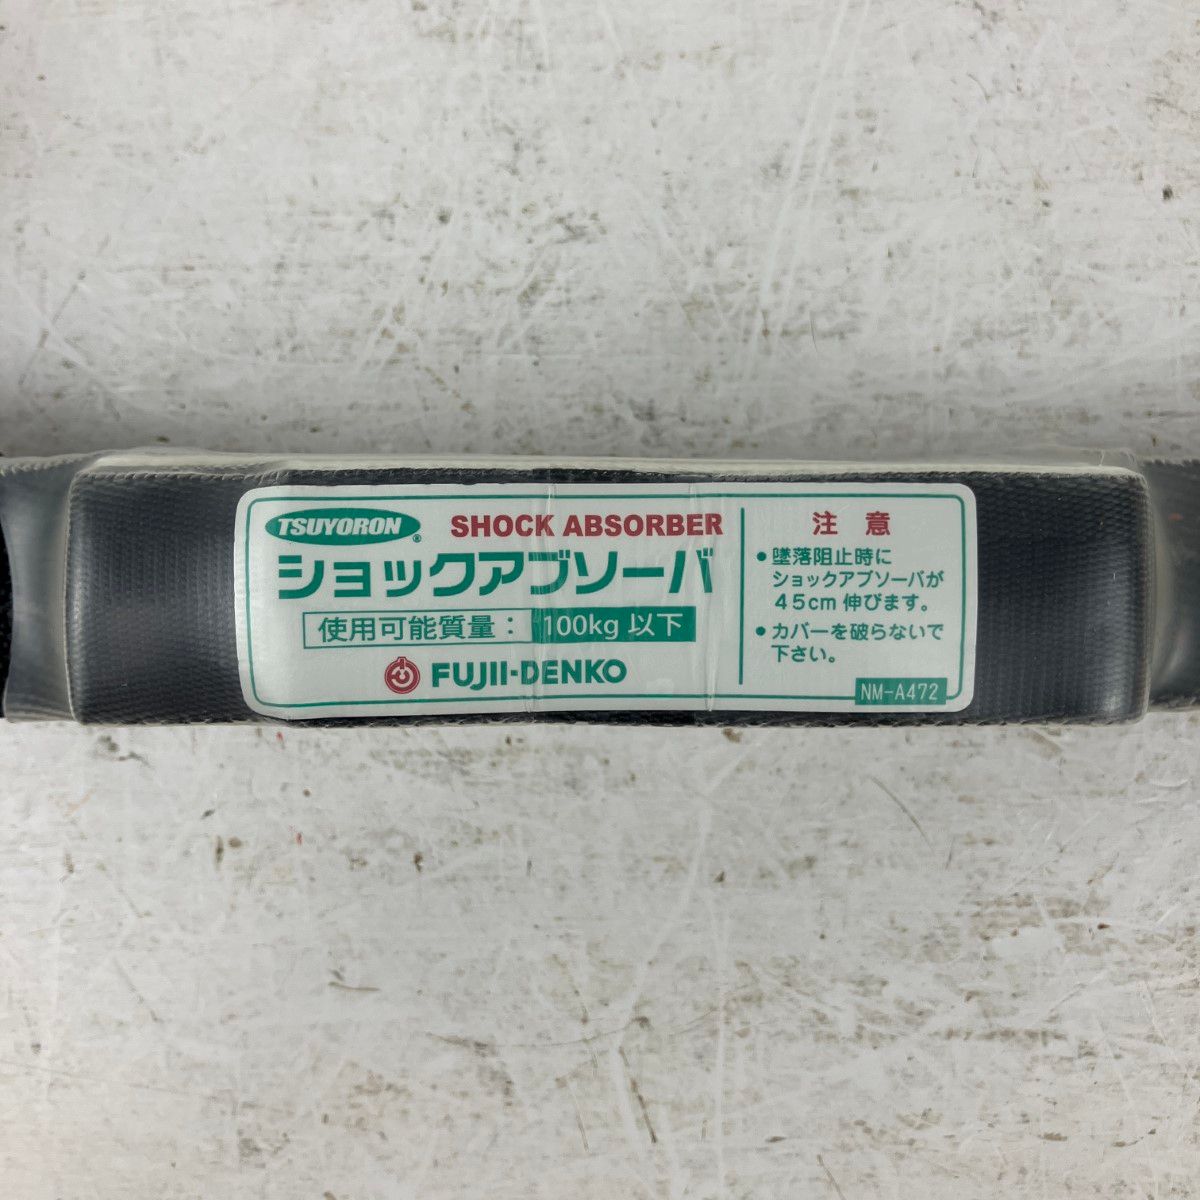 TSUYORON®
SHOCK ABSORBER
ショックアブソーバ
使用可能質量： 100kg 以下
FUJII-DENKO
注意
•墜落阻止時に
ショックアブソーバが
45cm 伸びます。
•カバーを破らないで
下さい。
NM-A472